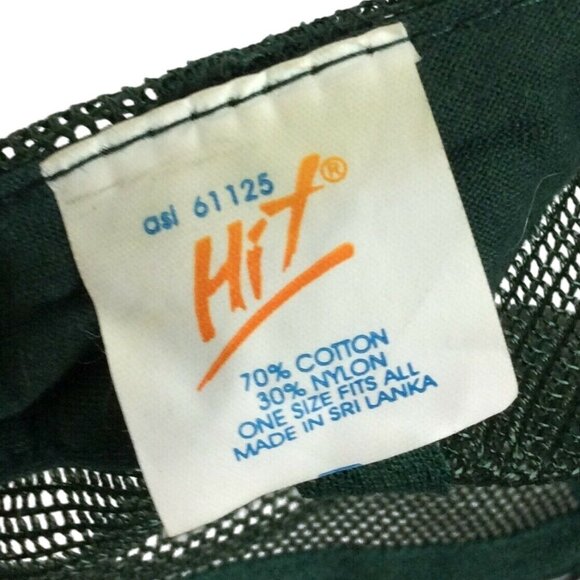 asi 61125
Hit®
70% COTTON
30% NYLON
ONE SIZE FITS ALL
MADE IN SRI LANKA